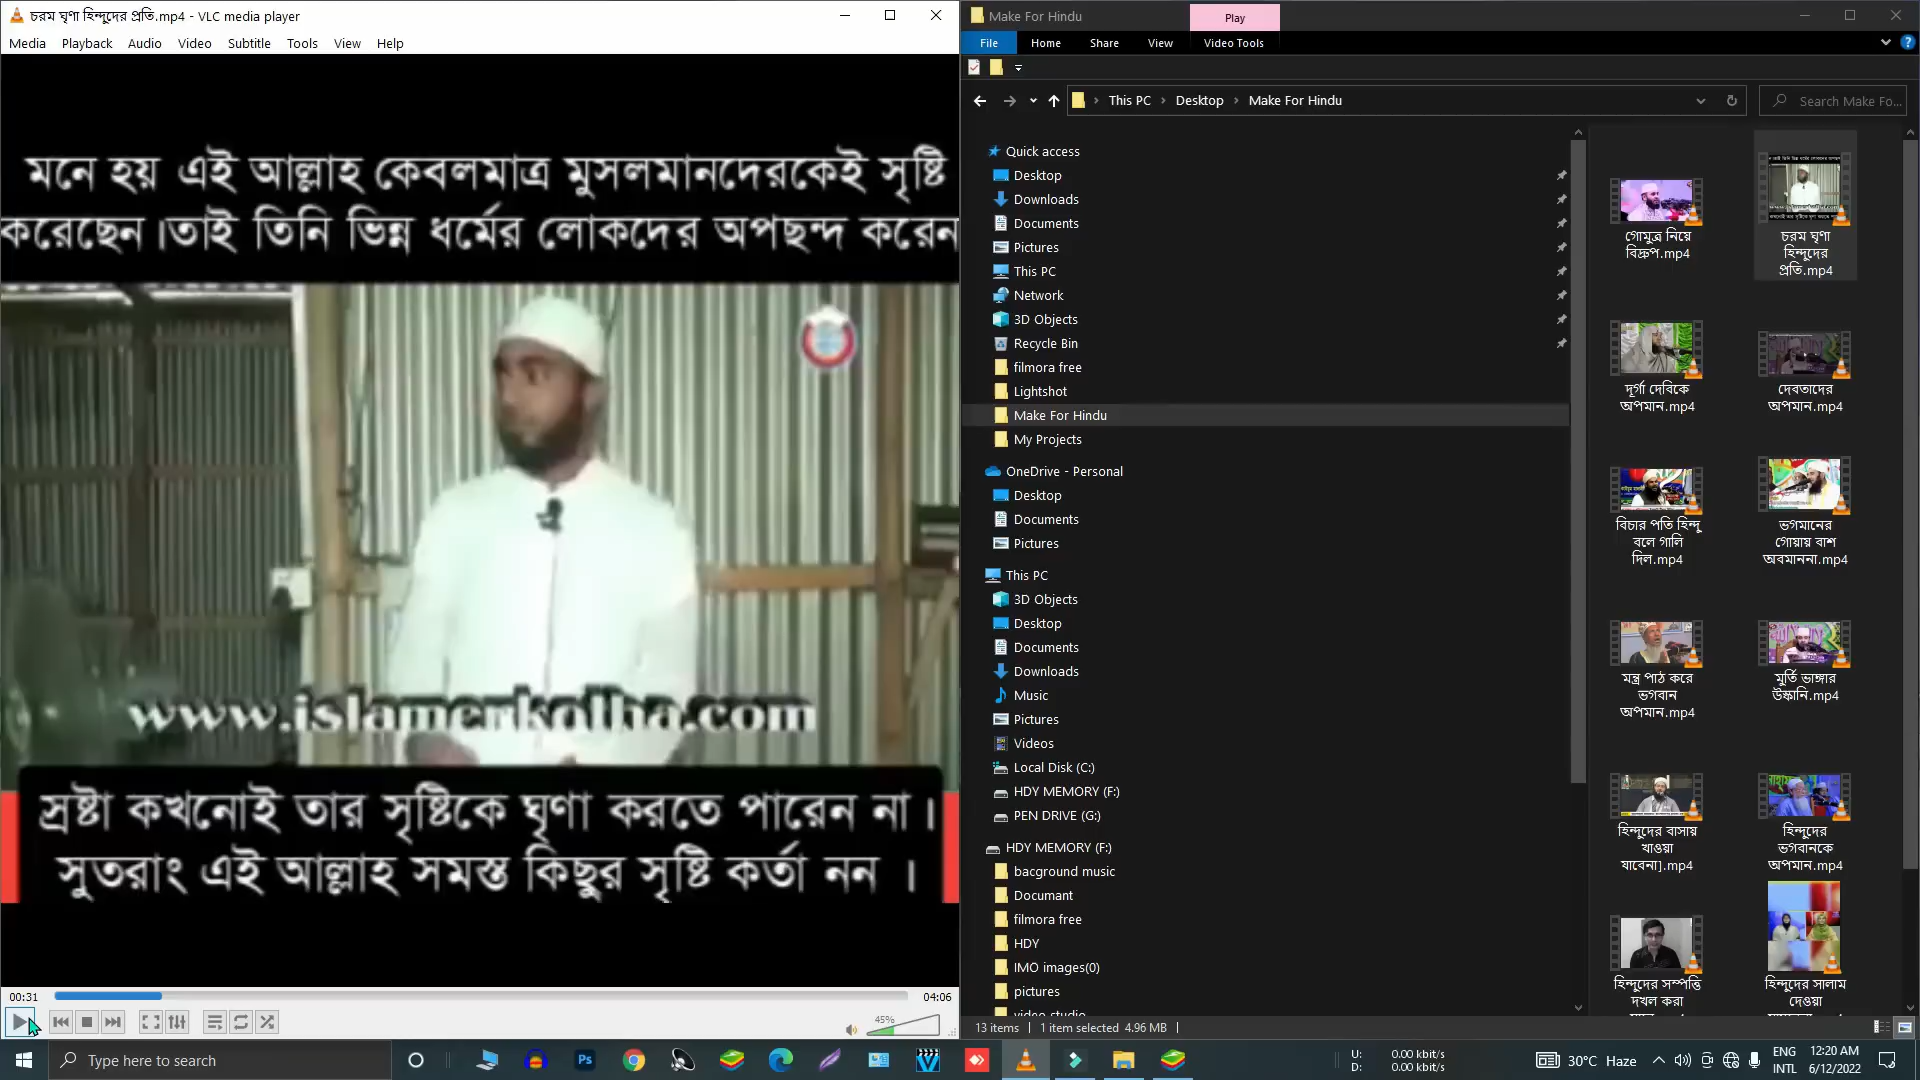 চরম ঘৃণা হিন্দুদের প্রতি.mp4 - VLC media player
Media Playback Audio Video Subtitle Tools View Help
মনে হয় এই আল্লাহ কেবলমাত্র মুসলমানদেরকেই সৃষ্টি
করেছেন।তাই তিনি ভিন্ন ধর্মের লোকদের অপছন্দ করেন
www.islamerkotha.com
স্রষ্টা কখনোই তার সৃষ্টিকে ঘৃণা করতে পারেন না।
সুতরাং এই আল্লাহ সমস্ত কিছুর সৃষ্টি কর্তা নন ।
00:31
04:06
45%
Make For Hindu
Play
File Home Share View Video Tools
This PC Desktop Make For Hindu
Search Make Fo...
Quick access
Desktop
Downloads
Documents
Pictures
This PC
Network
3D Objects
Recycle Bin
filmora free
Lightshot
Make For Hindu
My Projects
OneDrive - Personal
Desktop
Documents
Pictures
This PC
3D Objects
Desktop
Documents
Downloads
Music
Pictures
Videos
Local Disk (C:)
HDY MEMORY (F:)
PEN DRIVE (G:)
HDY MEMORY (F:)
bacground music
Documant
filmora free
HDY
IMO images(0)
pictures
video studio
গোমুত্র নিয়ে
বিদ্রুপ.mp4
চরম ঘৃণা
হিন্দুদের
প্রতি.mp4
দূর্গা দেবিকে
অপমান.mp4
দেবতাদের
অপমান.mp4
বিচার পতি হিন্দু
বলে গালি
দিল.mp4
ভগমানের
গোয়ায় বাশ
অবমাননা.mp4
মন্ত্র পাঠ করে
ভগবান
অপমান.mp4
মুর্তি ভাঙ্গার
উস্কানি.mp4
হিন্দুদের বাসায়
খাওয়া
যাবেনা].mp4
হিন্দুদের
ভগবানকে
অপমান.mp4
হিন্দুদের সম্পত্তি
দখল করা
হিন্দুদের সালাম
দেওয়া
13 items 1 item selected 4.96 MB
Type here to search
Ps
U: 0.00 kbit/s
D: 0.00 kbit/s
30°C Haze
ENG
INTL
12:20 AM
6/12/2022